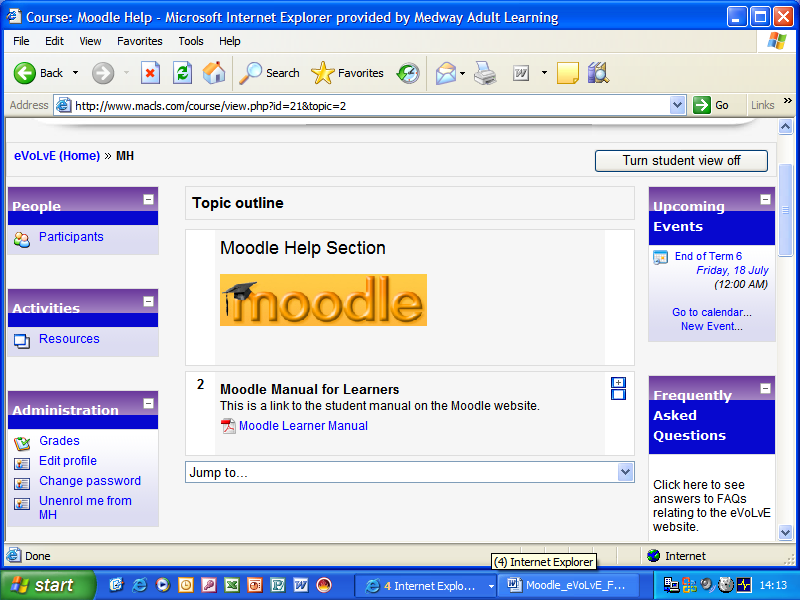 Course: Moodle Help - Microsoft Internet Explorer provided by Medway Adult Learning
File Edit View Favorites Tools Help
Back Search Favorites
Address http://www.macls.com/course/view.php?id=21&topic=2 Go Links »
eVoLvE (Home) » MH
Turn student view off
People
Participants
Activities
Resources
Administration
Grades
Edit profile
Change password
Unenrol me from
MH
Topic outline
Moodle Help Section
moodle
2
Moodle Manual for Learners
This is a link to the student manual on the Moodle website.
Moodle Learner Manual
Jump to...
Upcoming
Events
End of Term 6
Friday, 18 July
(12:00 AM)
Go to calendar...
New Event...
Frequently
Asked
Questions
Click here to see
answers to FAQs
relating to the eVoLvE
website.
Done
Internet
(4) Internet Explorer
start
4 Internet Explo...
Moodle_eVoLvE_F...
14:13